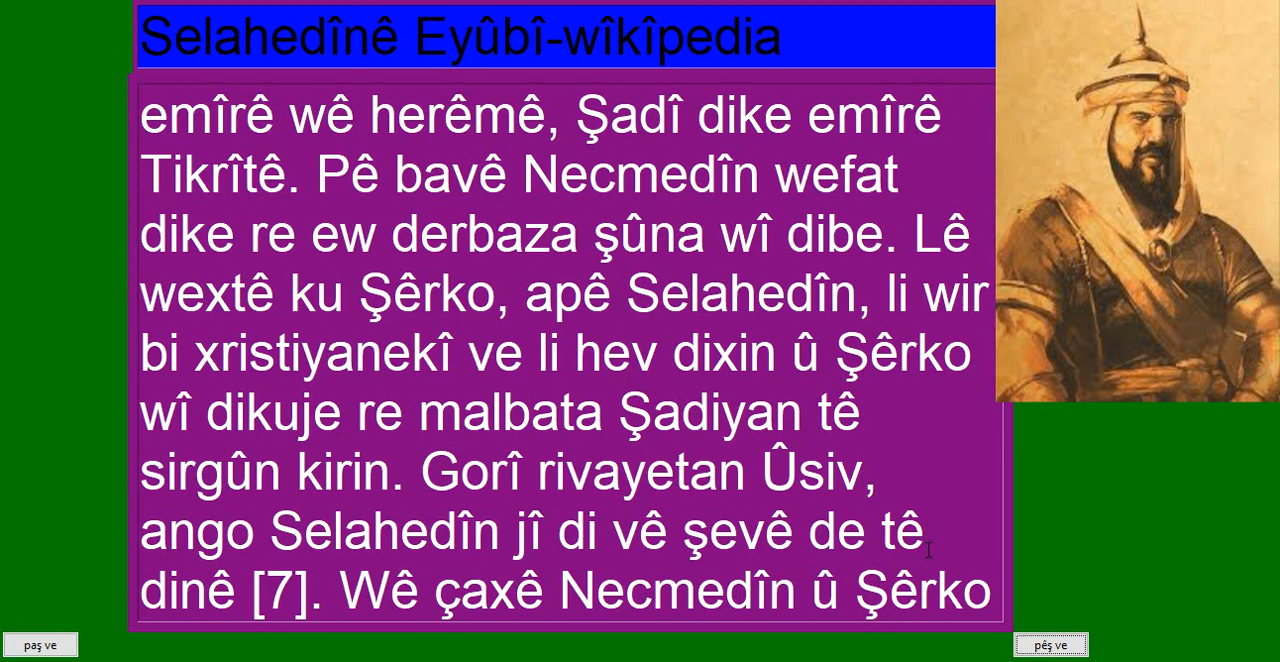 Selahedînê Eyûbî-wîkîpedia
emîrê wê herêmê, Şadî dike emîrê
Tikrîtê. Pê bavê Necmedîn wefat
dike re ew derbaza şûna wî dibe. Lê
wextê ku Şêrko, apê Selahedîn, li wir
bi xristiyanekî ve li hev dixin û Şêrko
wî dikuje re malbata Şadiyan tê
sirgûn kirin. Gorî rivayetan Ûsiv,
ango Selahedîn jî di vê şevê de tê
dinê [7]. Wê çaxê Necmedîn û Şêrko
paş ve
pêş ve